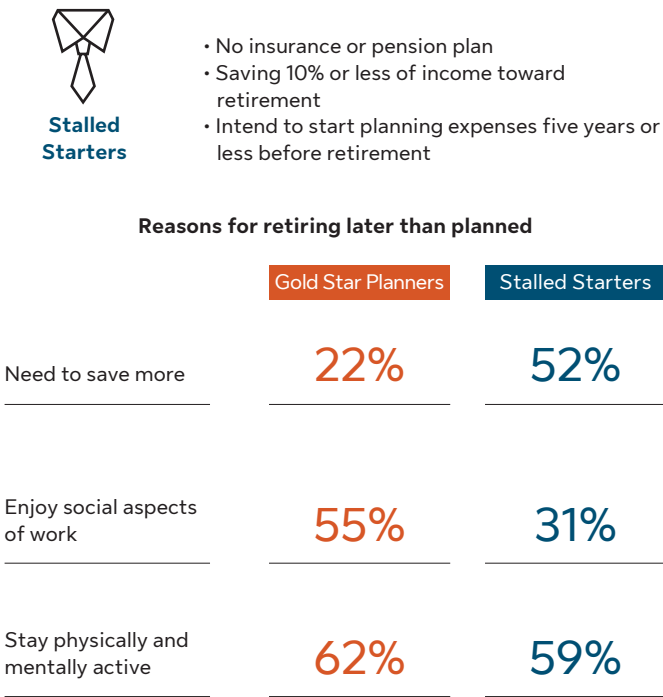 Stalled
Starters
• No insurance or pension plan
• Saving 10% or less of income toward
retirement
• Intend to start planning expenses five years or
less before retirement
Reasons for retiring later than planned
Gold Star Planners
Stalled Starters
Need to save more
22%
52%
Enjoy social aspects
of work
55%
31%
Stay physically and
mentally active
62%
59%